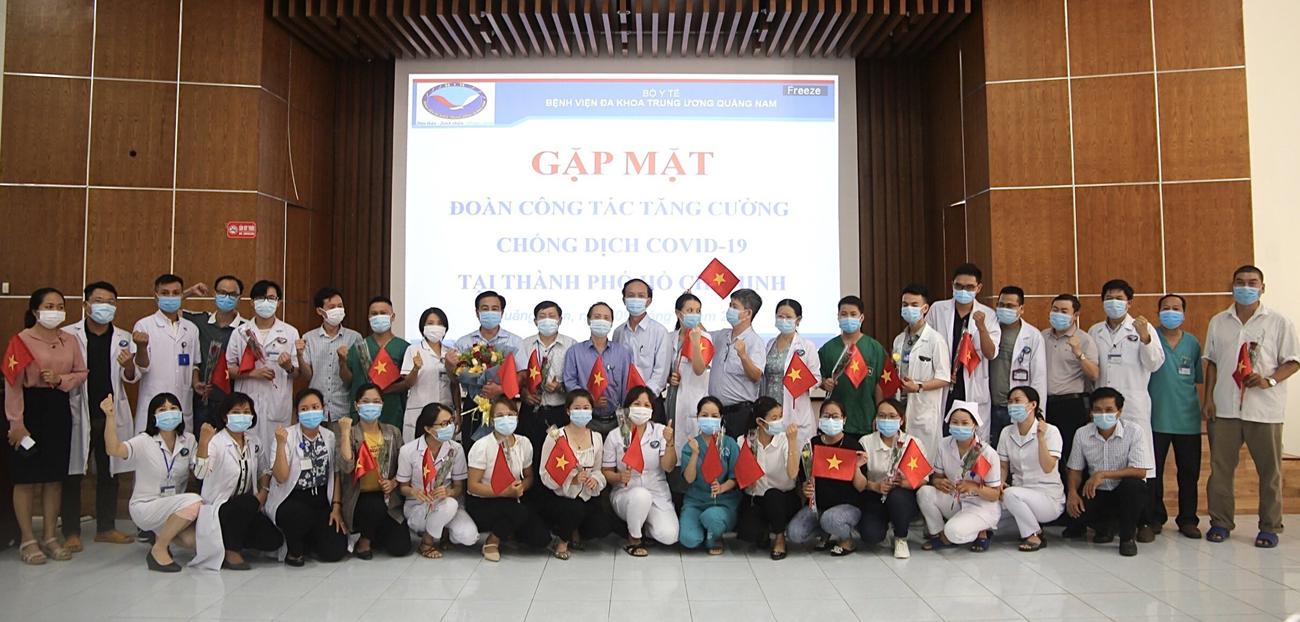 BỘ Y TẾ
Freeze
BỆNH VIỆN ĐA KHOA TRUNG ƯƠNG QUẢNG NAM
GẶP MẶT
ĐOÀN CÔNG TÁC TĂNG CƯỜNG
CHỐNG DỊCH COVID-19
TẠI THÀNH PHỐ HỒ MINH